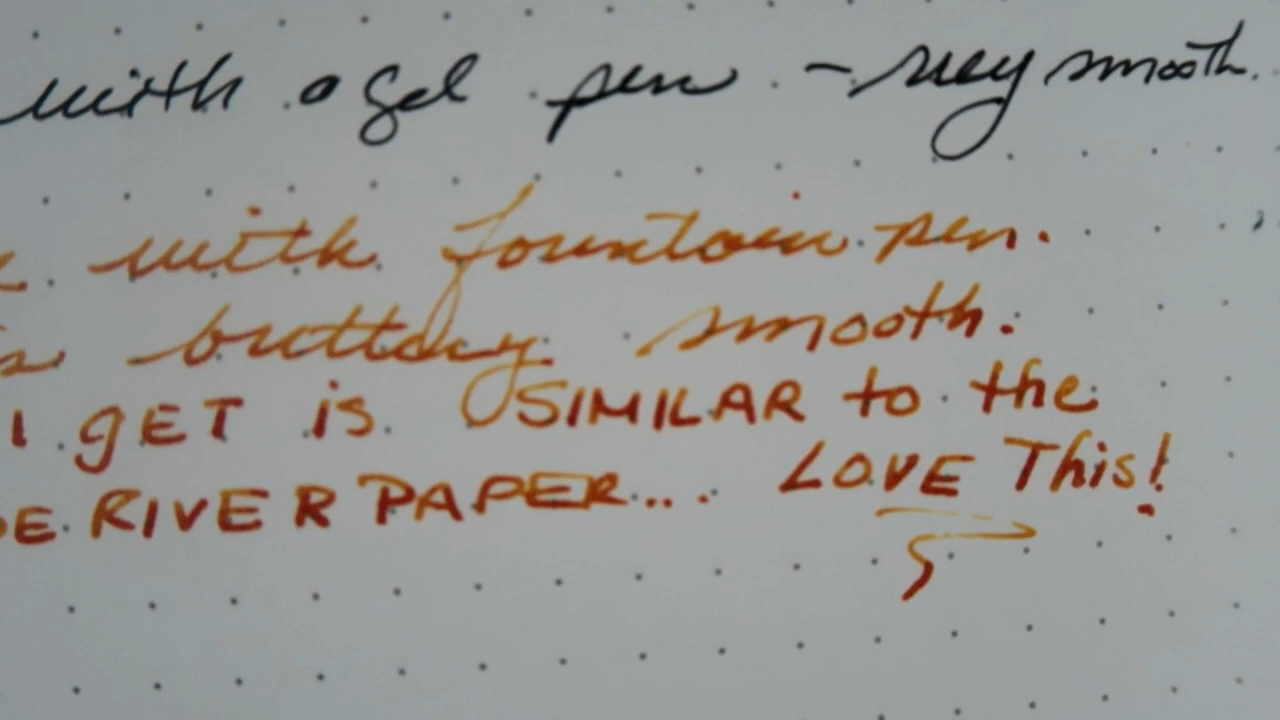 with a gel pen - very smooth.
with fountain pen.
buttery smooth.
I GET is SIMILAR to the
RIVER PAPER... LOVE This!